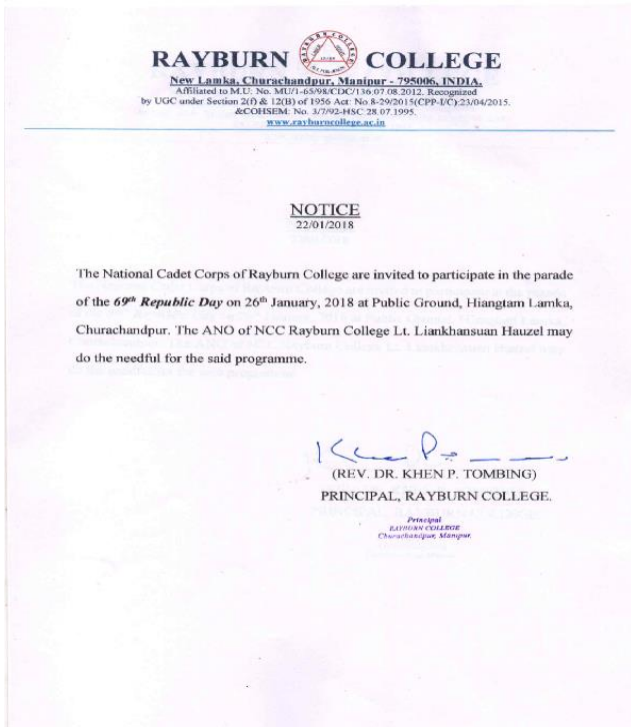 RAYBURN COLLEGE
New Lamka, Churachandpur, Manipur - 795006, INDIA.
Affiliated to M.U: No. MU/1-65/98/CDC/136:07.08.2012. Recognized
by UGC under Section 2(f) & 12(B) of 1956 Act: No 8-29/2015(CPP-I/C):23/04/2015.
&COHSEM: No. 3/7/92-HSC 28.07.1995.
www.rayburncollege.ac.in
NOTICE
22/01/2018
The National Cadet Corps of Rayburn College are invited to participate in the parade
of the 69th Republic Day on 26th January, 2018 at Public Ground, Hiangtam Lamka,
Churachandpur. The ANO of NCC Rayburn College Lt. Liankhansuan Hauzel may
do the needful for the said programme.
(REV. DR. KHEN P. TOMBING)
PRINCIPAL, RAYBURN COLLEGE.
Principal
RAYBURN COLLEGE
Churachandpur, Manipur.